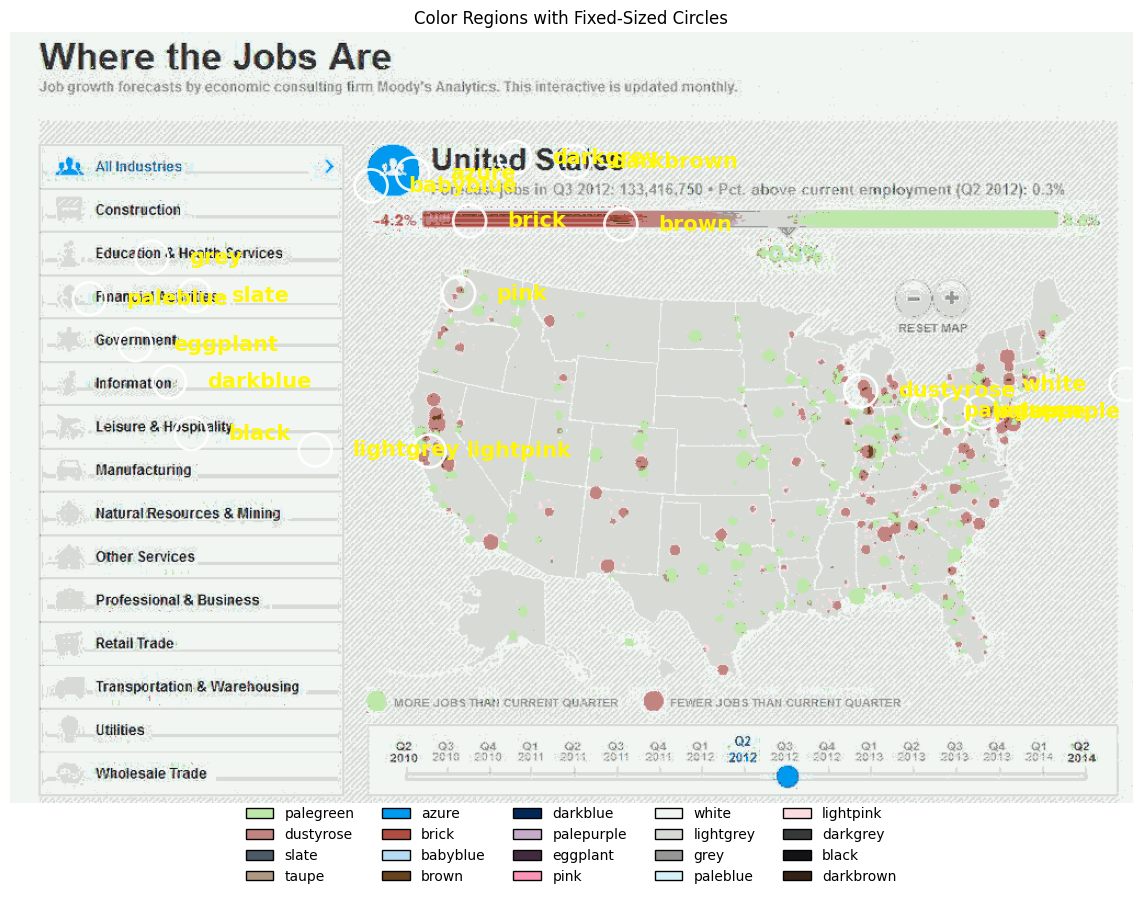 Color Regions with Fixed-Sized Circles
Where the Jobs Are
Job growth forecasts by economic consulting firm Moody's Analytics. This interactive is updated monthly.
All Industries
Construction
Education & Health Services
Financial Activities
Government
Information
Leisure & Hospitality
Manufacturing
Natural Resources & Mining
Other Services
Professional & Business
Retail Trade
Transportation & Warehousing
Utilities
Wholesale Trade
grey
paleblue
slate
eggplant
darkblue
black
lightgrey
lightpink
United States
darkgrey
darkbrown
azure
babyblue
Forecast jobs in Q3 2012: 133,416,750 • Pct. above current employment (Q2 2012): 0.3%
-4.2%
brick
brown
+0.3%
pink
RESET MAP
dustyrose
white
MORE JOBS THAN CURRENT QUARTER
FEWER JOBS THAN CURRENT QUARTER
Q2 Q3 Q4 Q1 Q2 Q3 Q4 Q1 Q2 Q3 Q4 Q1 Q2 Q3 Q4 Q1 Q2
2010 2010 2010 2011 2011 2011 2011 2012 2012 2012 2012 2013 2013 2013 2013 2014 2014
palegreen azure darkblue white lightpink
dustyrose brick palepurple lightgrey darkgrey
slate babyblue eggplant grey black
taupe brown pink paleblue darkbrown